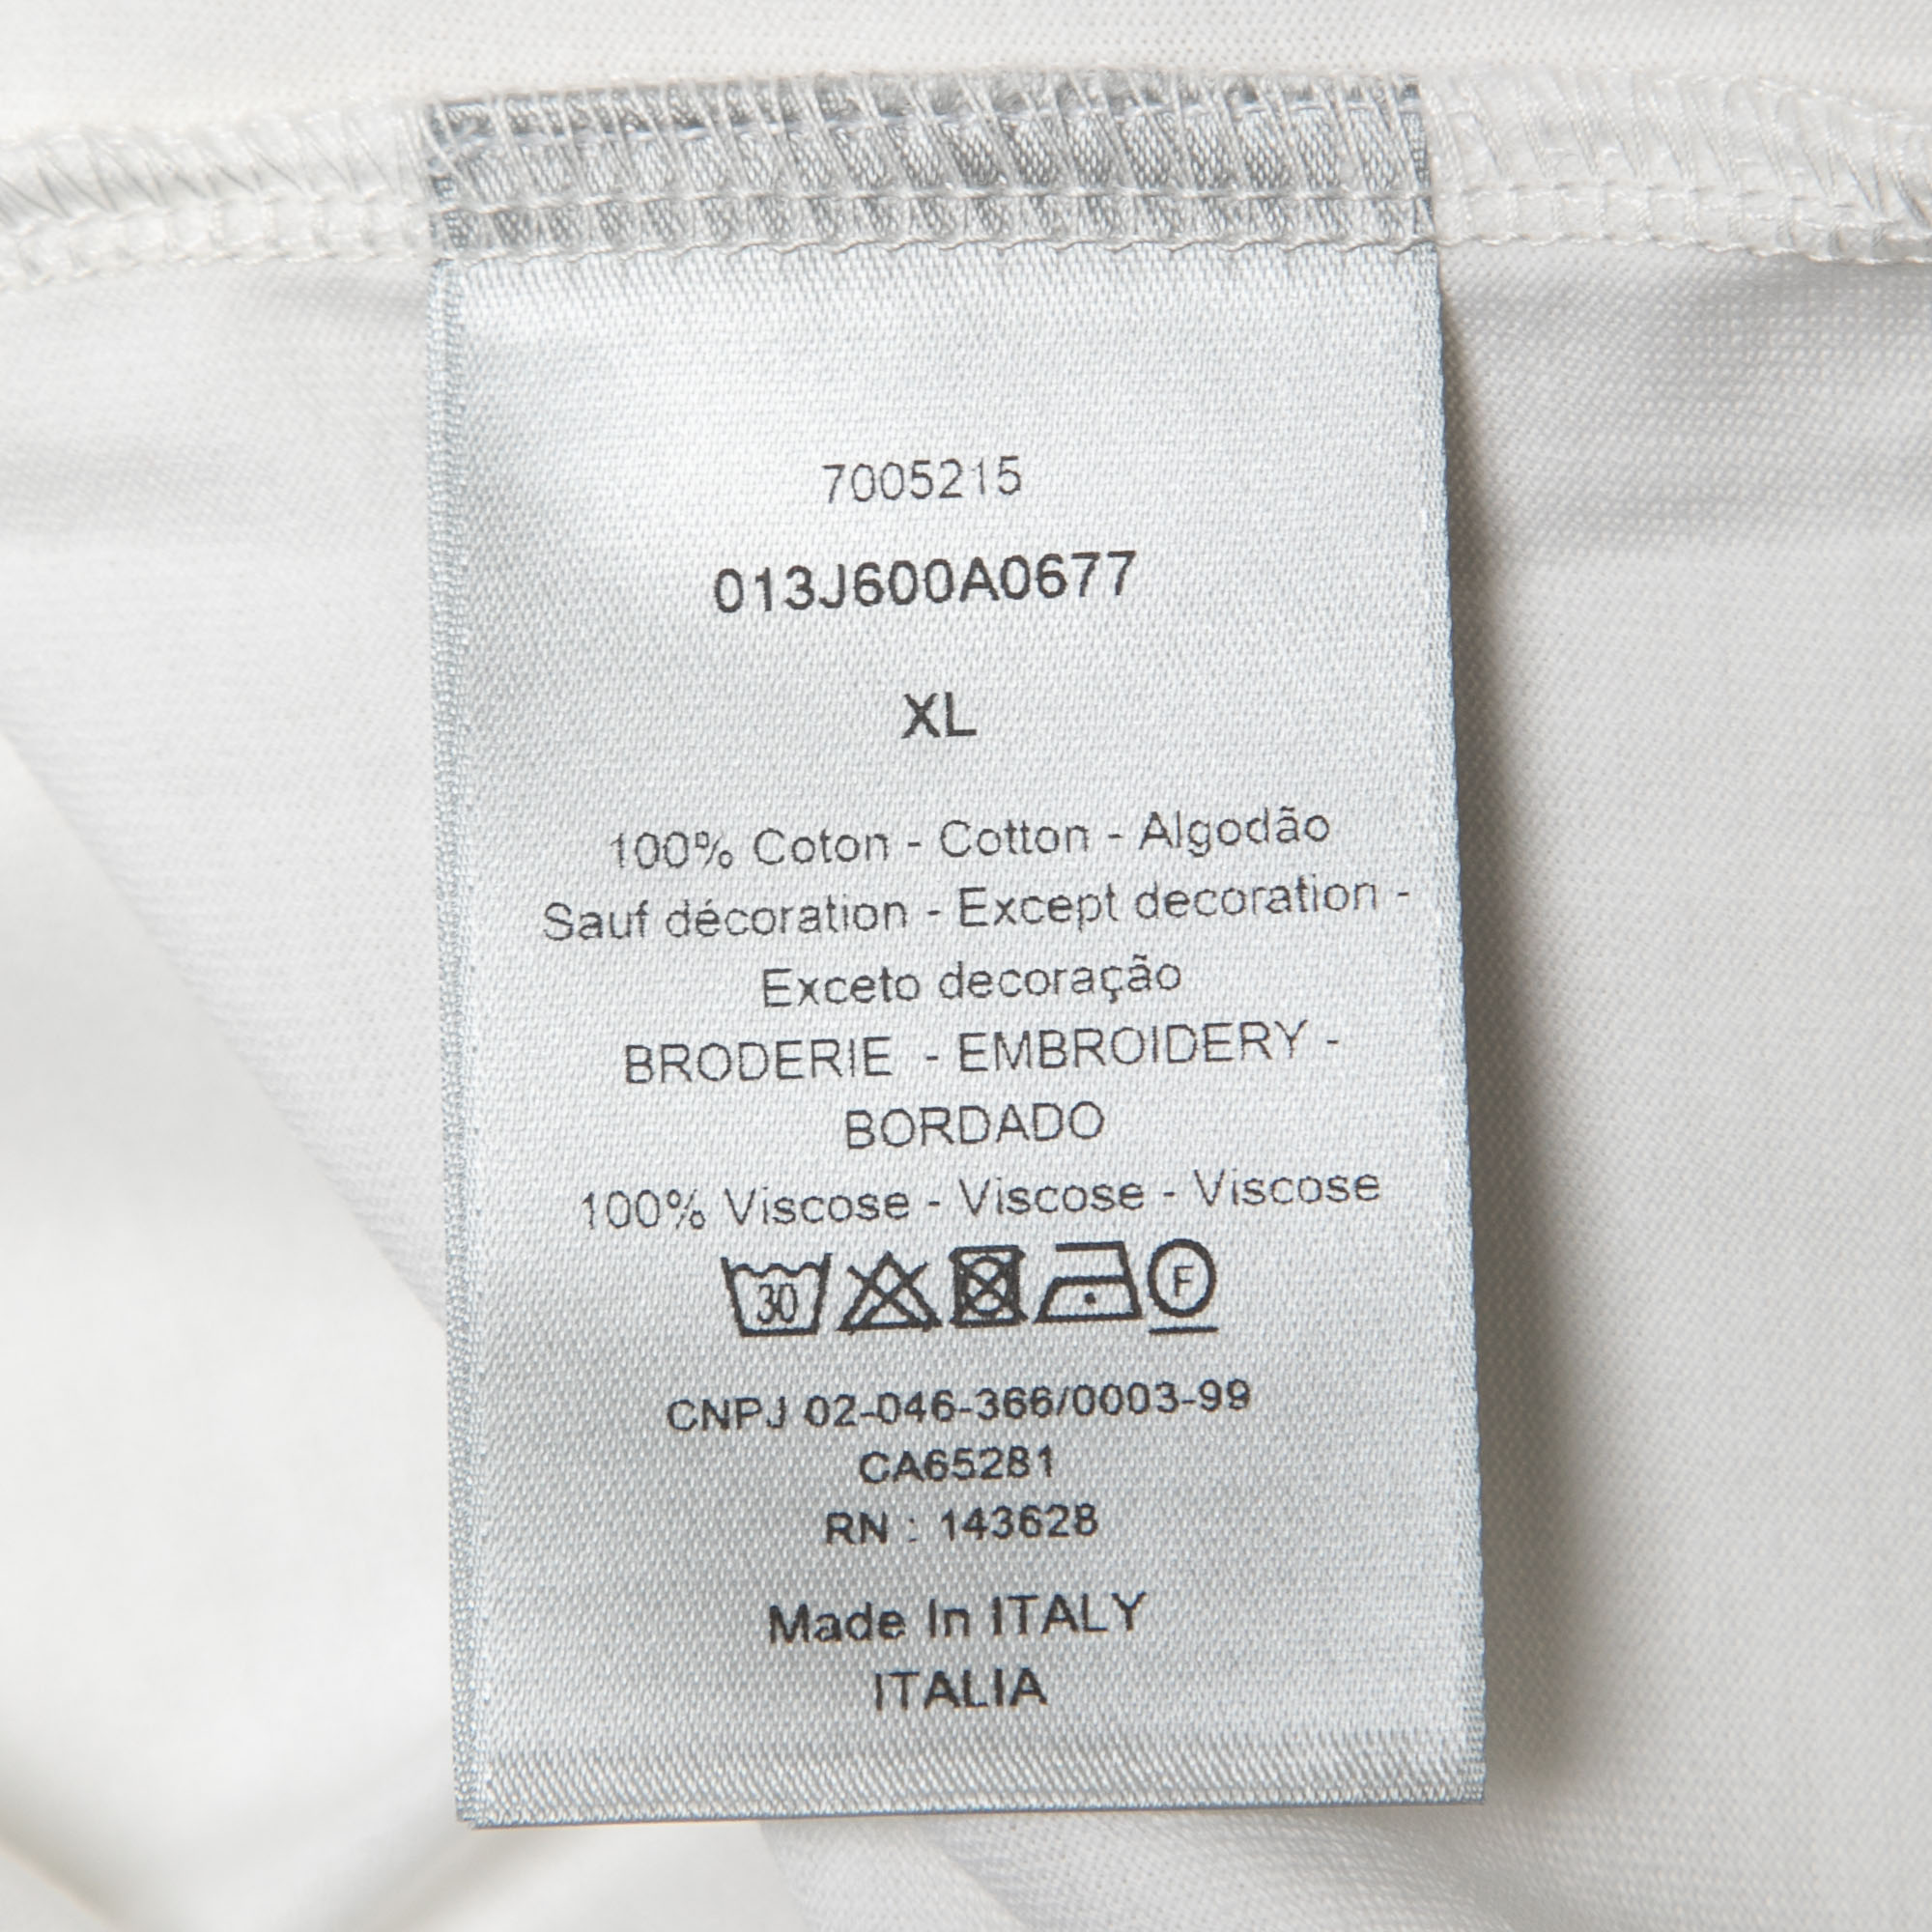 7005215
013J600A0677
XL
100% Coton - Cotton - Algodão
Sauf décoration - Except decoration -
Exceto decoração
BRODERIE - EMBROIDERY -
BORDADO
100% Viscose - Viscose - Viscose
30 F
CNPJ 02-046-366/0003-99
CA65281
RN : 143628
Made In ITALY
ITALIA